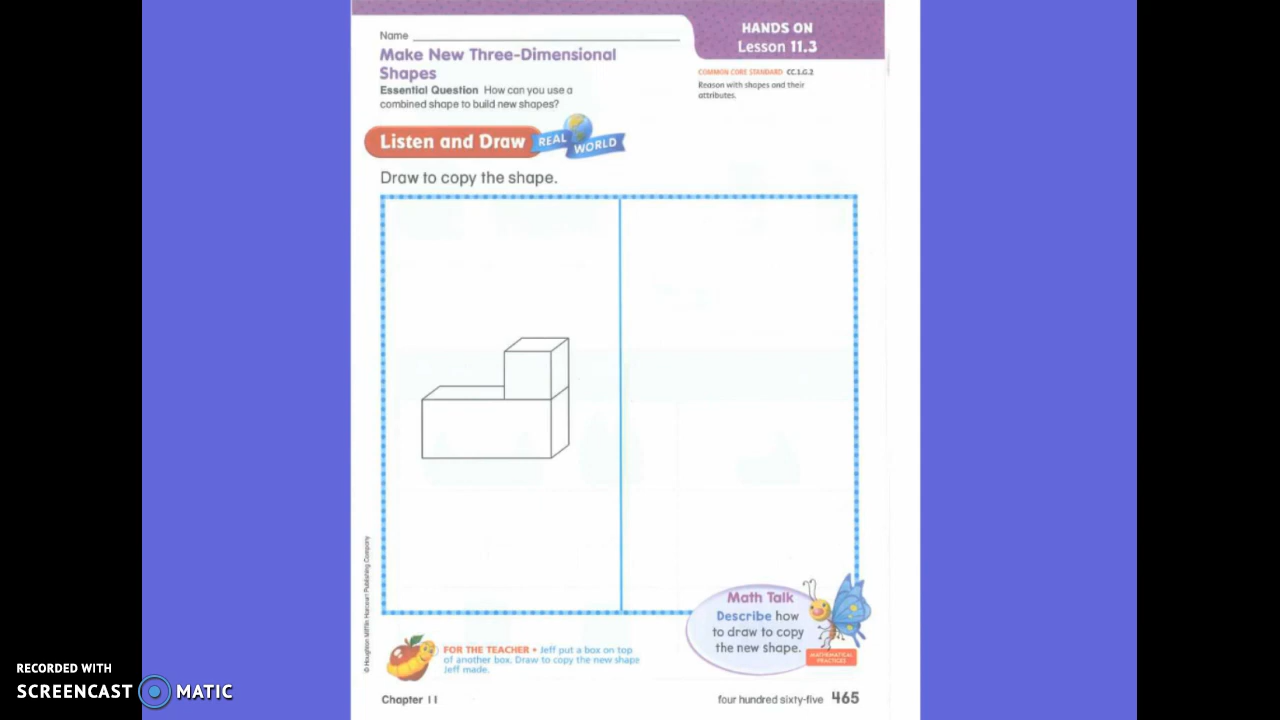 HANDS ON
Lesson 11.3
Name
Make New Three-Dimensional
Shapes
COMMON CORE STANDARD CC.1.G.2
Reason with shapes and their
attributes.
Essential Question How can you use a
combined shape to build new shapes?
Listen and Draw
REAL WORLD
Draw to copy the shape.
© Houghton Mifflin Harcourt Publishing Company
Math Talk
Describe how
to draw to copy
the new shape.
MATHEMATICAL
PRACTICES
FOR THE TEACHER • Jeff put a box on top
of another box. Draw to copy the new shape
Jeff made.
Chapter 11
four hundred sixty-five 465
RECORDED WITH
SCREENCAST MATIC